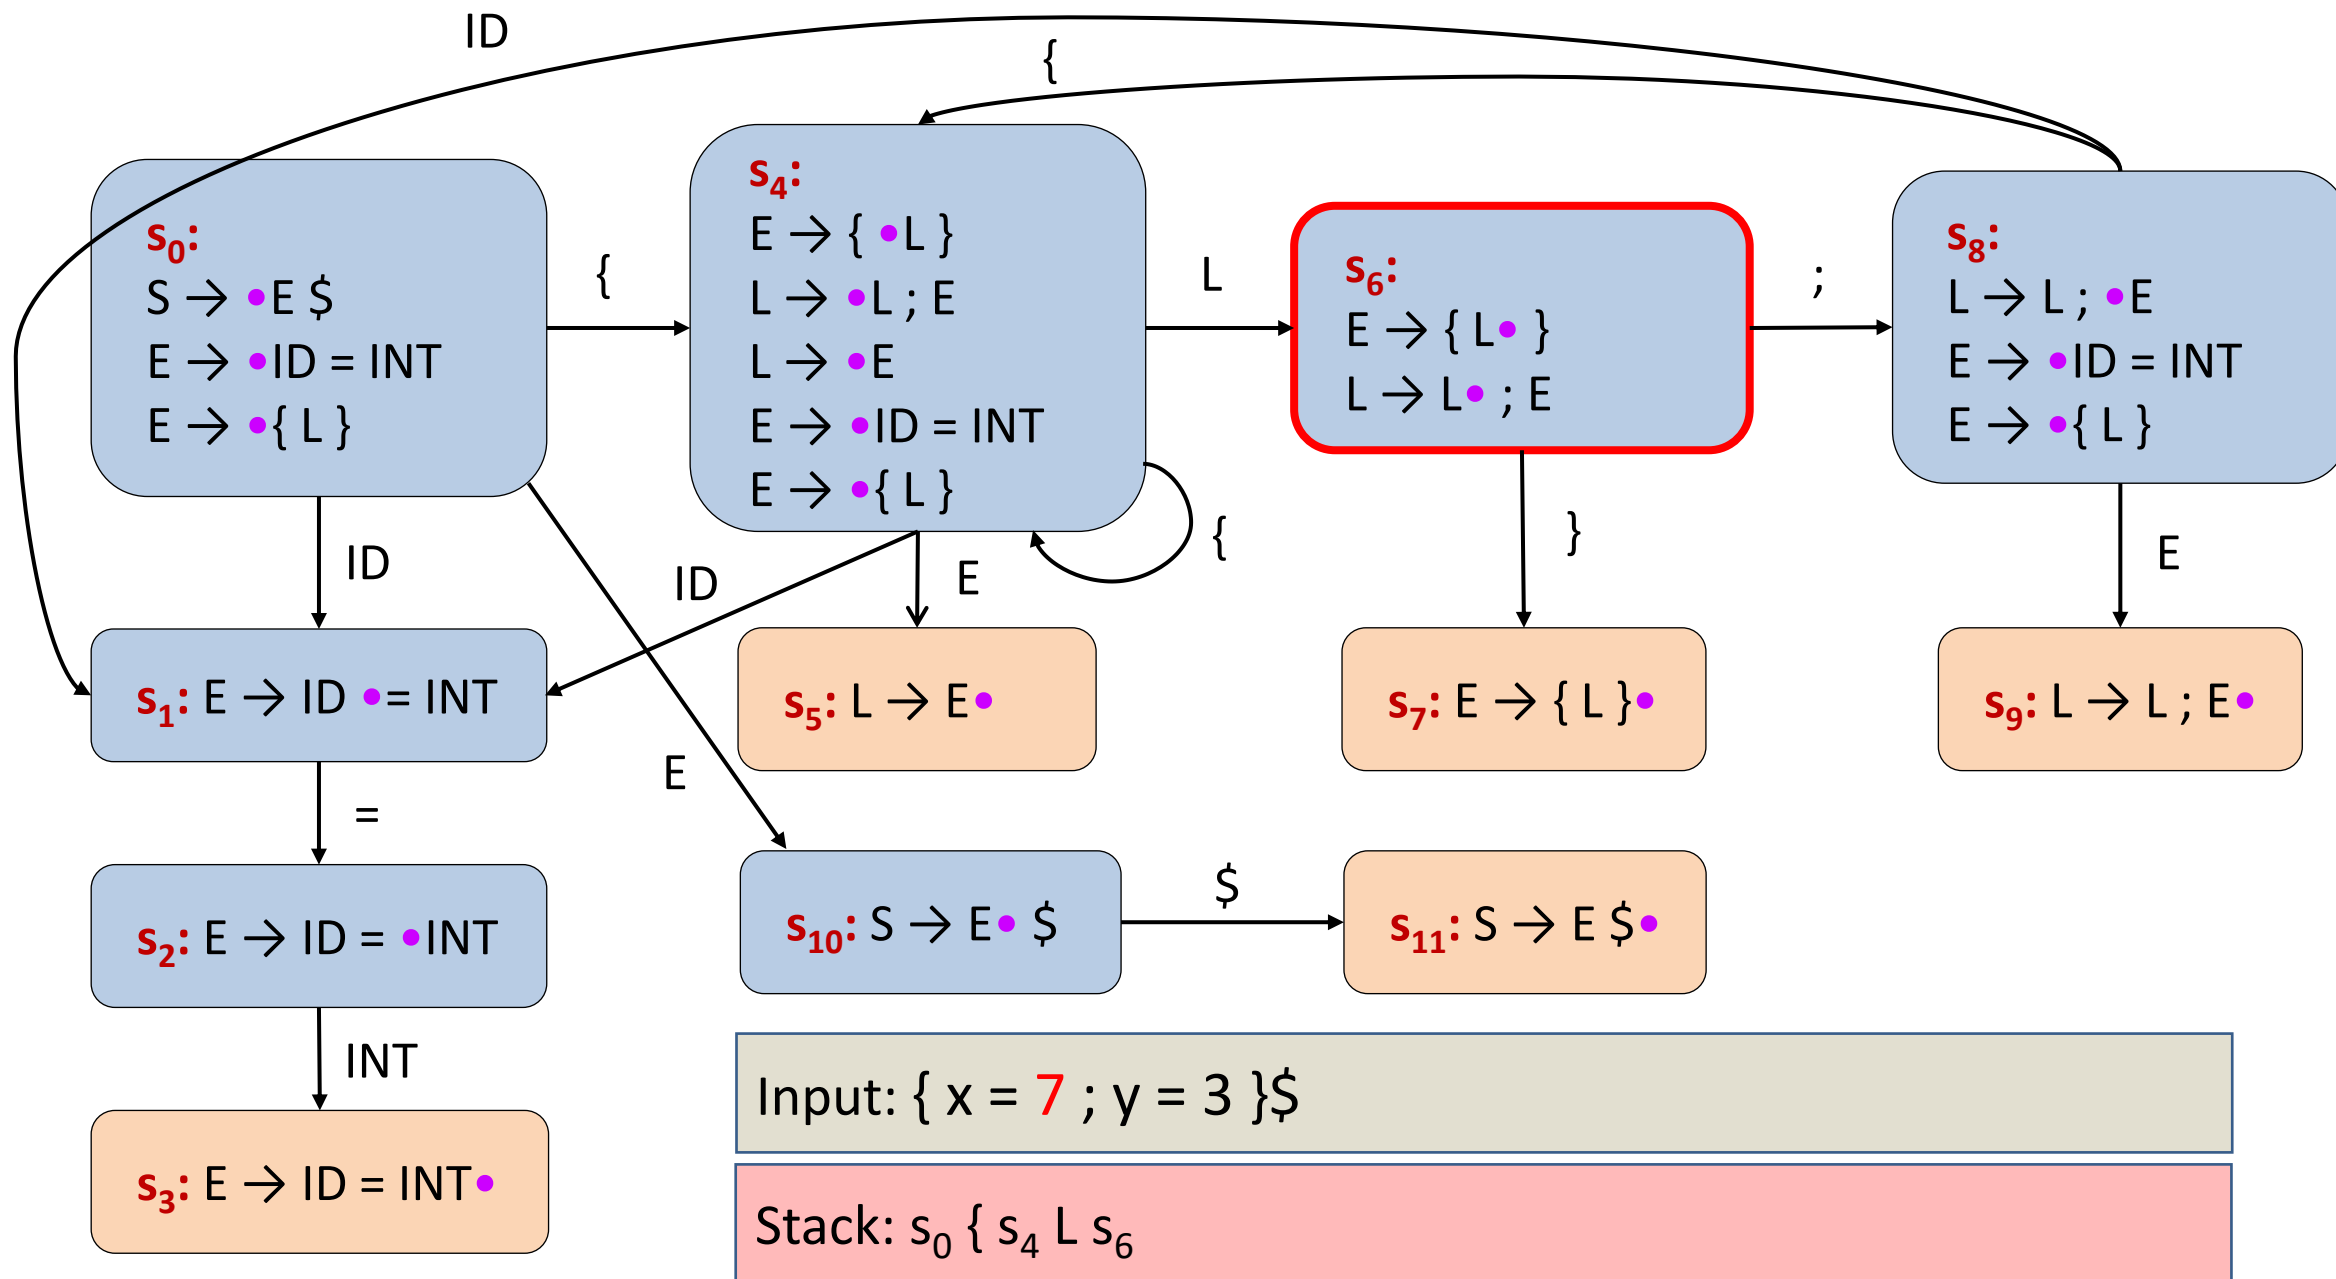 ID
{
s0:
S → •E $
E → •ID = INT
E → •{ L }
{
s4:
E → { •L }
L → •L ; E
L → •E
E → •ID = INT
E → •{ L }
L
s6:
E → { L• }
L → L• ; E
;
s8:
L → L ; •E
E → •ID = INT
E → •{ L }
ID
ID
E
{
}
E
s1: E → ID •= INT
s5: L → E•
s7: E → { L }•
s9: L → L ; E•
=
E
s2: E → ID = •INT
s10: S → E• $
$
s11: S → E $•
INT
s3: E → ID = INT•
Input: { x = 7 ; y = 3 }$
Stack: s0 { s4 L s6